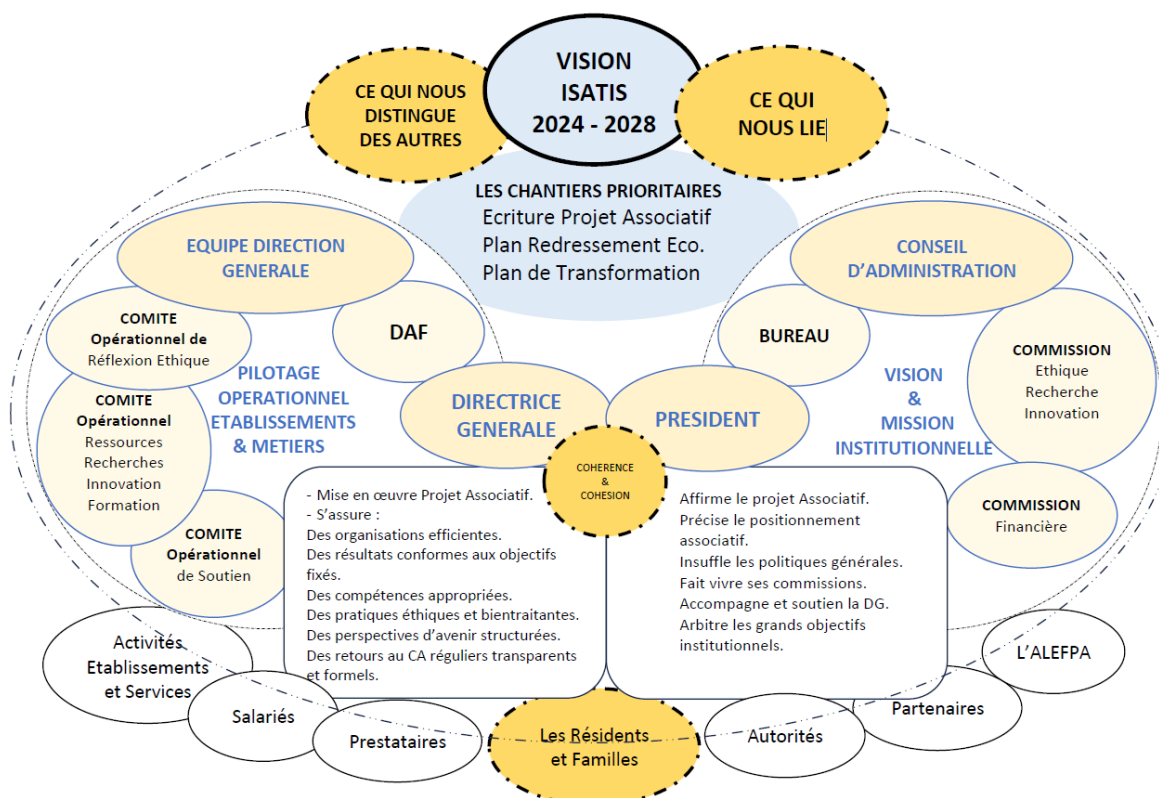 VISION
ISATIS
2024 - 2028
CE QUI NOUS
DISTINGUE
DES AUTRES
CE QUI
NOUS LIE
LES CHANTIERS PRIORITAIRES
Ecriture Projet Associatif
Plan Redressement Eco.
Plan de Transformation
EQUIPE DIRECTION
GENERALE
COMITE
Opérationnel de
Réflexion Ethique
DAF
PILOTAGE
OPERATIONNEL
ETABLISSEMENTS
& METIERS
COMITE
Opérationnel
Ressources
Recherches
Innovation
Formation
COMITE
Opérationnel
de Soutien
DIRECTRICE
GENERALE
CONSEIL
D'ADMINISTRATION
BUREAU
PRESIDENT
VISION
&
MISSION
INSTITUTIONNELLE
COMMISSION
Ethique
Recherche
Innovation
COMMISSION
Financière
COHERENCE
&
COHESION
- Mise en œuvre Projet Associatif.
- S'assure :
Des organisations efficientes.
Des résultats conformes aux objectifs
fixés.
Des compétences appropriées.
Des pratiques éthiques et bientraitantes.
Des perspectives d'avenir structurées.
Des retours au CA réguliers transparents
et formels.
Affirme le projet Associatif.
Précise le positionnement
associatif.
Insuffle les politiques générales.
Fait vivre ses commissions.
Accompagne et soutien la DG.
Arbitre les grands objectifs
institutionnels.
Activités
Etablissements
et Services
Salariés
Prestataires
Les Résidents
et Familles
Autorités
Partenaires
L'ALEFPA